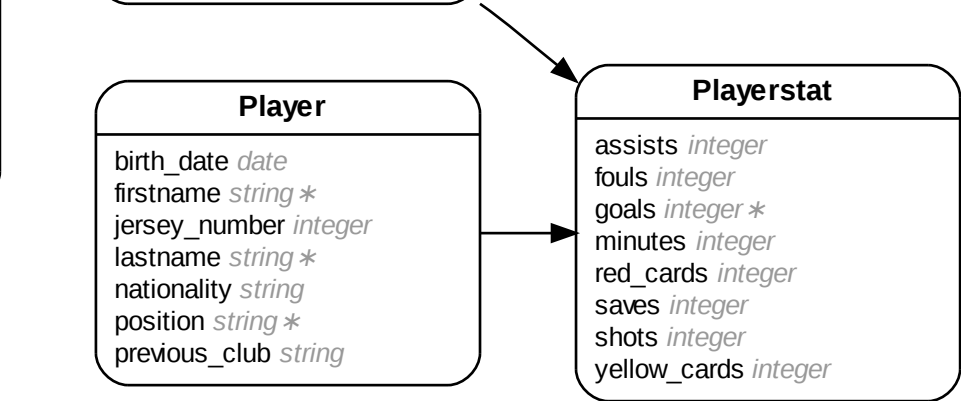 Player
birth_date date
firstname string ∗
jersey_number integer
lastname string ∗
nationality string
position string ∗
previous_club string
Playerstat
assists integer
fouls integer
goals integer ∗
minutes integer
red_cards integer
saves integer
shots integer
yellow_cards integer